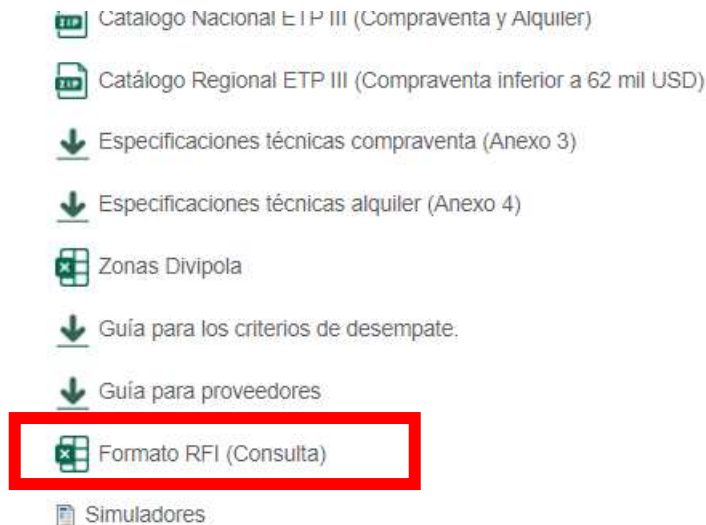 Catálogo Nacional ETP III (Compraventa y Alquiler)
Catálogo Regional ETP III (Compraventa inferior a 62 mil USD)
Especificaciones técnicas compraventa (Anexo 3)
Especificaciones técnicas alquiler (Anexo 4)
Zonas Divipola
Guía para los criterios de desempate.
Guía para proveedores
Formato RFI (Consulta)
Simuladores